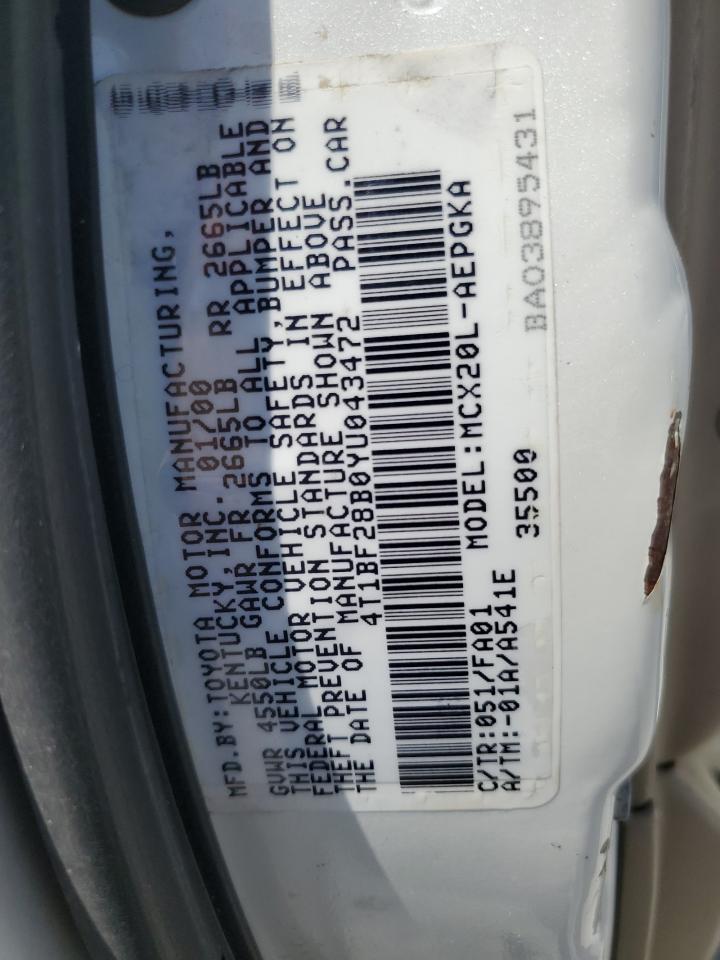 MFD.BY:TOYOTA MOTOR MANUFACTURING,
KENTUCKY,INC. 01/00
GVWR 4550LB GAWR FR 2665LB RR 2665LB
THIS VEHICLE CONFORMS TO ALL APPLICABLE
FEDERAL MOTOR VEHICLE SAFETY,BUMPER AND
THEFT PREVENTION STANDARDS IN EFFECT ON
THE DATE OF MANUFACTURE SHOWN ABOVE
4T1BF28B0YU043472 PASS.CAR
MODEL:MCX20L-AEPGKA
C/TR:051/FA01
A/TM:-01A/A541E 35500
BA03895431